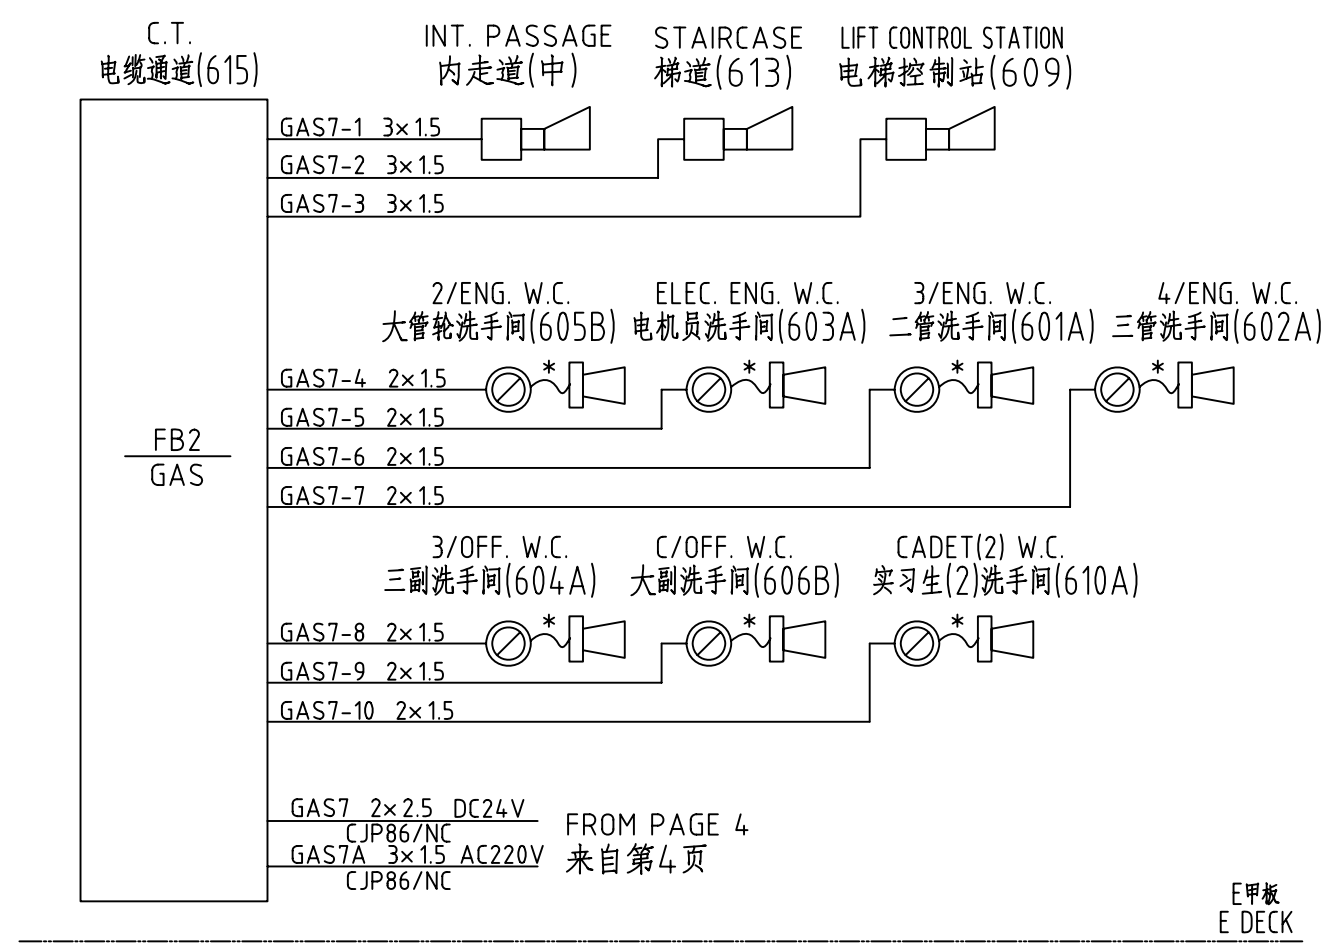 C.T.
电缆通道(615)
INT. PASSAGE
内走道(中)
STAIRCASE
梯道(613)
LIFT CONTROL STATION
电梯控制站(609)
GAS7-1 3×1.5
GAS7-2 3×1.5
GAS7-3 3×1.5
2/ENG. W.C.
大管轮洗手间(605B)
ELEC. ENG. W.C.
电机员洗手间(603A)
3/ENG. W.C.
二管洗手间(601A)
4/ENG. W.C.
三管洗手间(602A)
* * * *
GAS7-4 2×1.5
GAS7-5 2×1.5
GAS7-6 2×1.5
GAS7-7 2×1.5
FB2
GAS
3/OFF. W.C.
三副洗手间(604A)
C/OFF. W.C.
大副洗手间(606B)
CADET(2) W.C.
实习生(2)洗手间(610A)
* * *
GAS7-8 2×1.5
GAS7-9 2×1.5
GAS7-10 2×1.5
GAS7 2×2.5 DC24V
CJP86/NC
GAS7A 3×1.5 AC220V
CJP86/NC
FROM PAGE 4
来自第4页
E甲板
E DECK